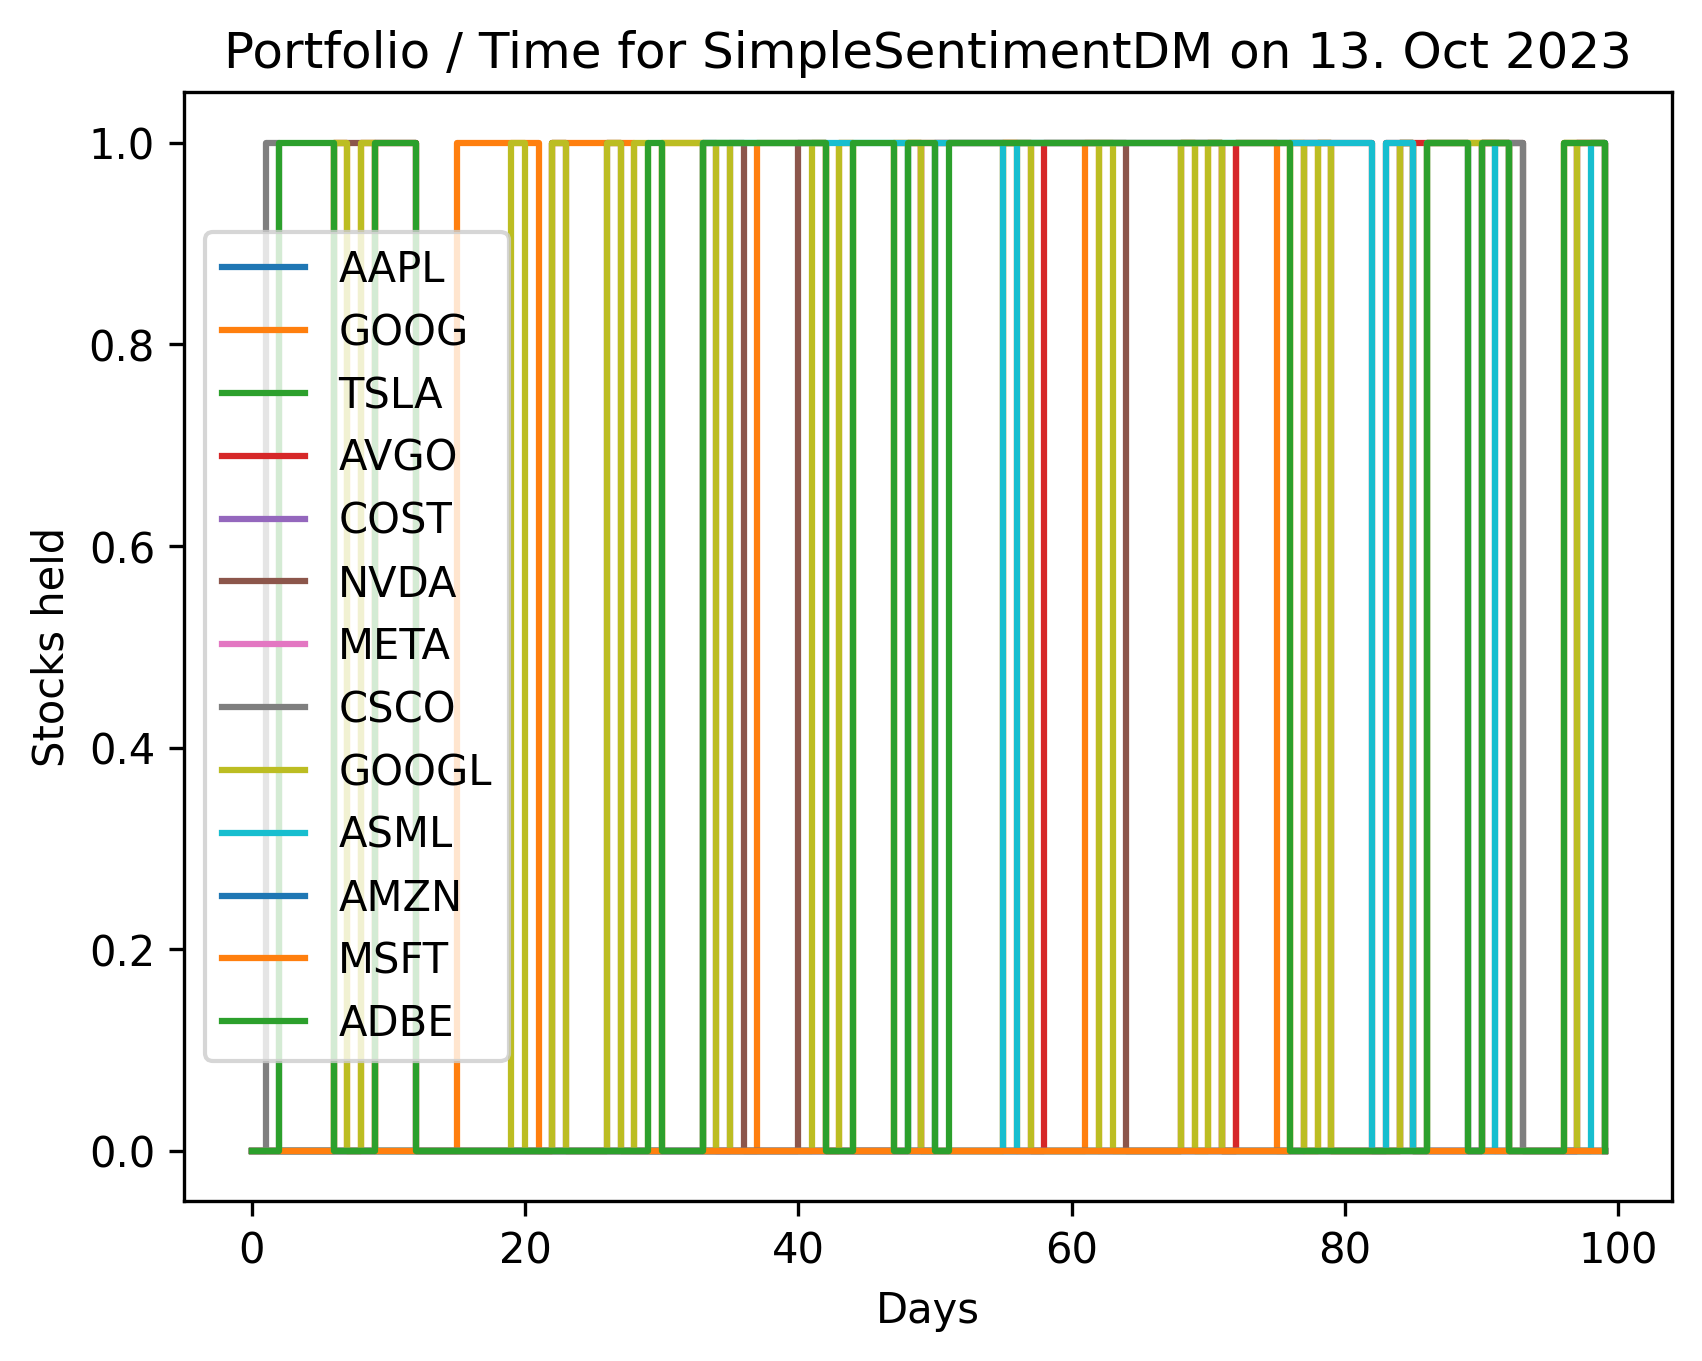 Portfolio / Time for SimpleSentimentDM on 13. Oct 2023
1.0
0.8
0.6
0.4
0.2
0.0
Stocks held
AAPL
GOOG
TSLA
AVGO
COST
NVDA
META
CSCO
GOOGL
ASML
AMZN
MSFT
ADBE
0 20 40 60 80 100
Days